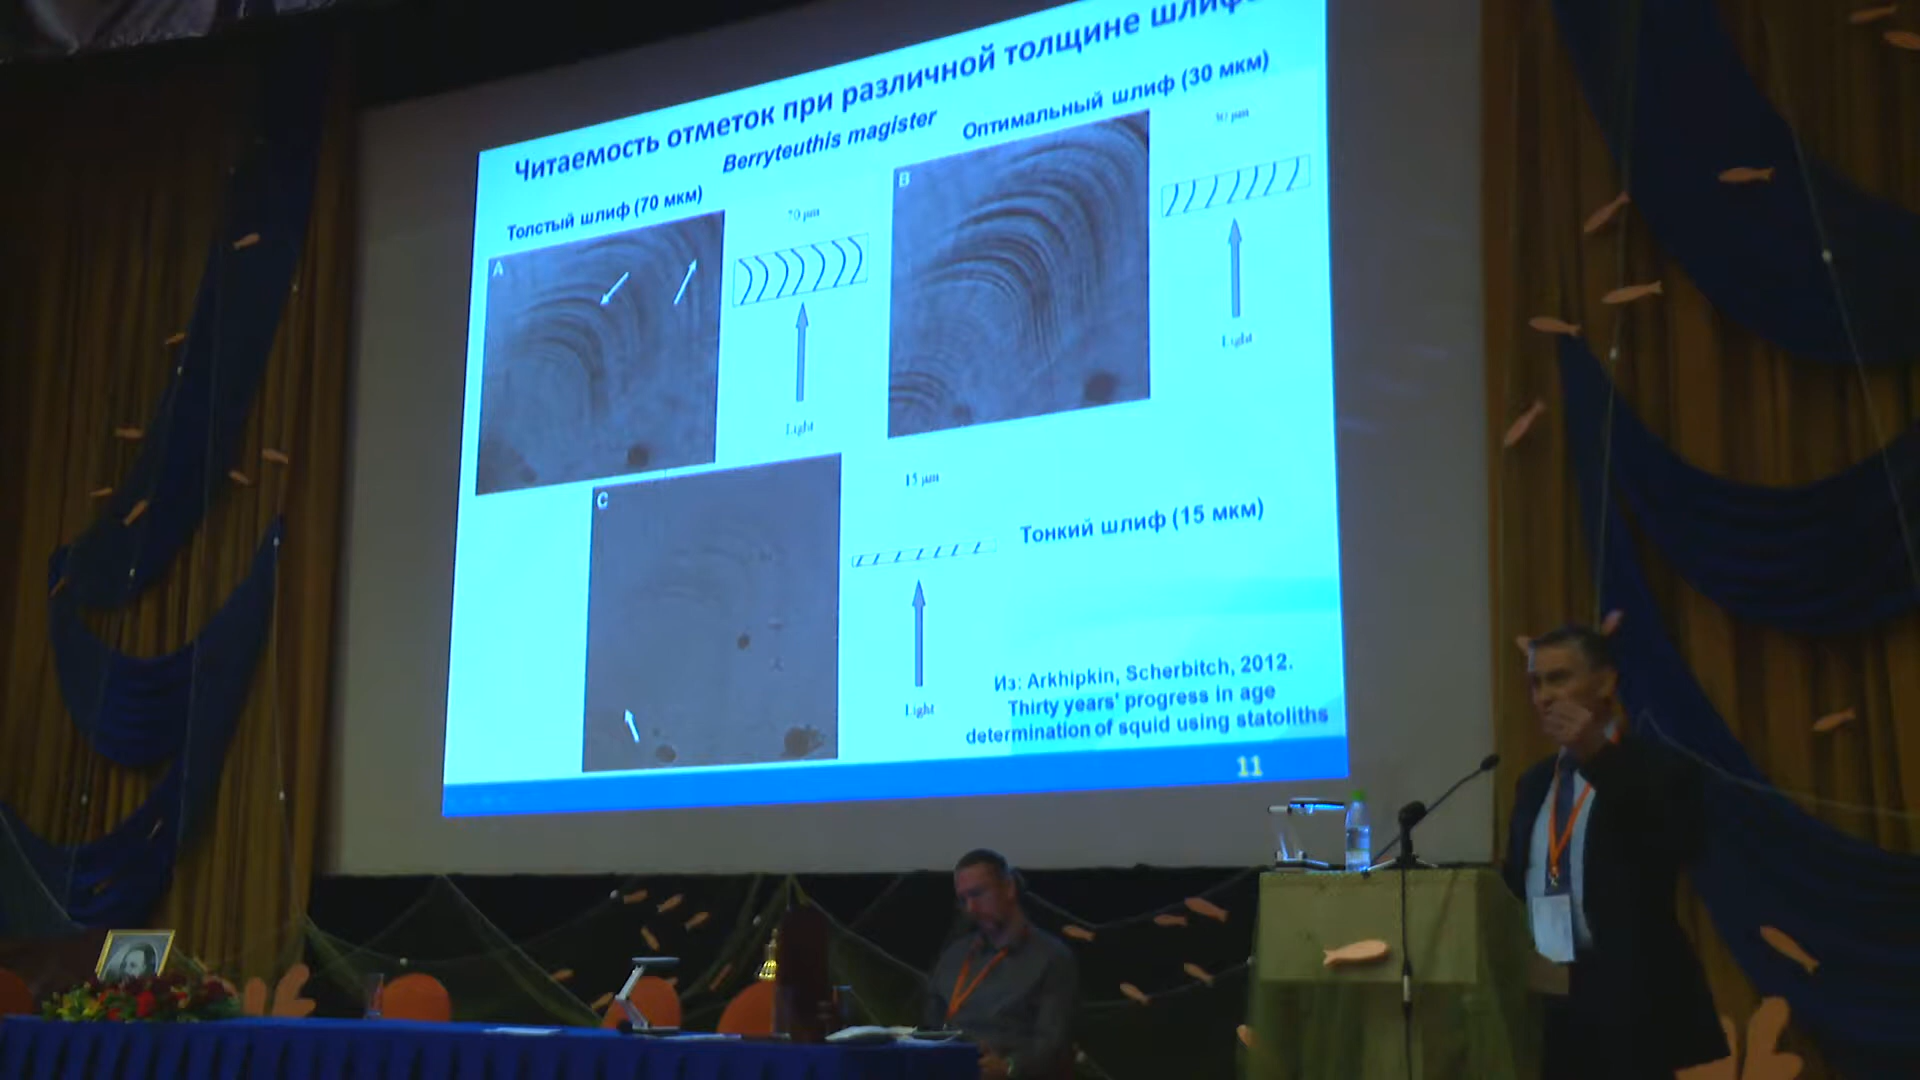 Читаемость отметок при различной толщине
Berryteuthis magister
Толстый шлиф (70 мкм)
Оптимальный шлиф (30 мкм)
A
70 µm
Light
B
30 µm
Light
C
15 µm
Light
Тонкий шлиф (15 мкм)
Из: Arkhipkin, Scherbitch, 2012.
Thirty years' progress in age
determination of squid using statoliths
11